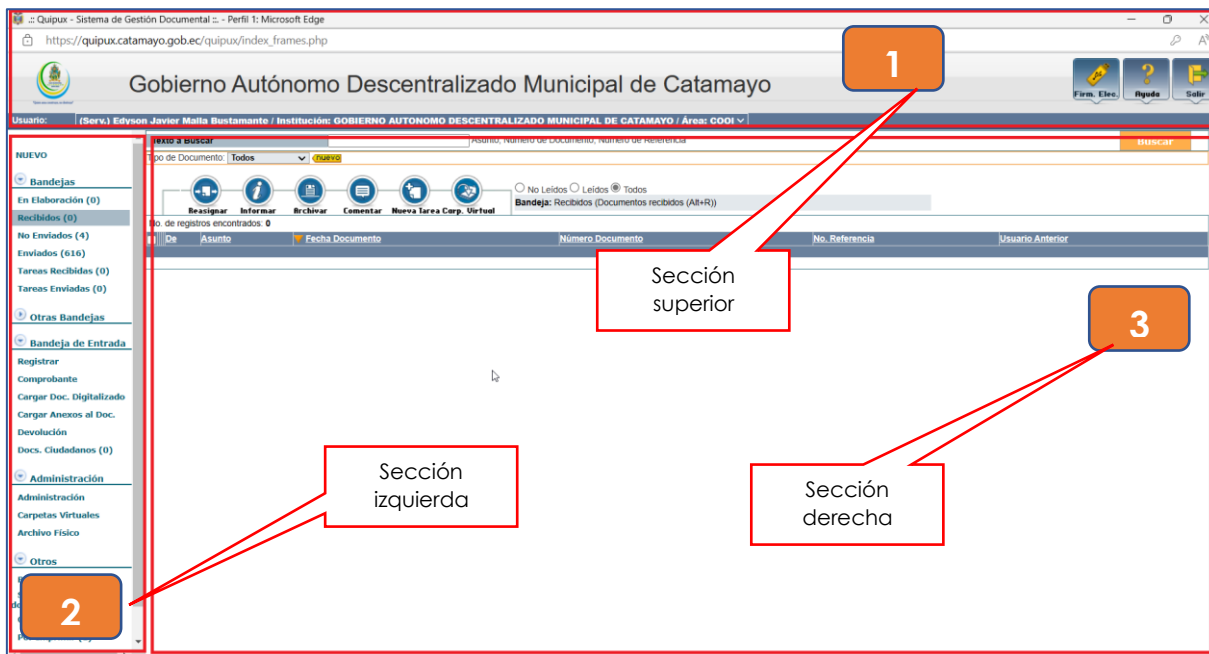 .:: Quipux - Sistema de Gestión Documental ::. - Perfil 1: Microsoft Edge
https://quipux.catamayo.gob.ec/quipux/index_frames.php
1
Gobierno Autónomo Descentralizado Municipal de Catamayo
Firm. Elec.
Ayuda
Salir
Usuario: (Serv.) Edyson Javier Malla Bustamante / Institución: GOBIERNO AUTONOMO DESCENTRALIZADO MUNICIPAL DE CATAMAYO / Área: COOI
NUEVO
Bandejas
En Elaboración (0)
Recibidos (0)
No Enviados (4)
Enviados (616)
Tareas Recibidas (0)
Tareas Enviadas (0)
Otras Bandejas
Bandeja de Entrada
Registrar
Comprobante
Cargar Doc. Digitalizado
Cargar Anexos al Doc.
Devolución
Docs. Ciudadanos (0)
Administración
Administración
Carpetas Virtuales
Archivo Físico
Otros
2
Texto a Buscar
Asunto, Número de Documento, Número de Referencia
Buscar
Tipo de Documento: Todos
(nuevo)
Reasignar
Informar
Archivar
Comentar
Nueva Tarea
Carp. Virtual
No Leídos Leídos Todos
Bandeja: Recibidos (Documentos recibidos (Alt+R))
No. de registros encontrados: 0
De Asunto Fecha Documento Número Documento No. Referencia Usuario Anterior
Sección
superior
3
Sección
izquierda
Sección
derecha